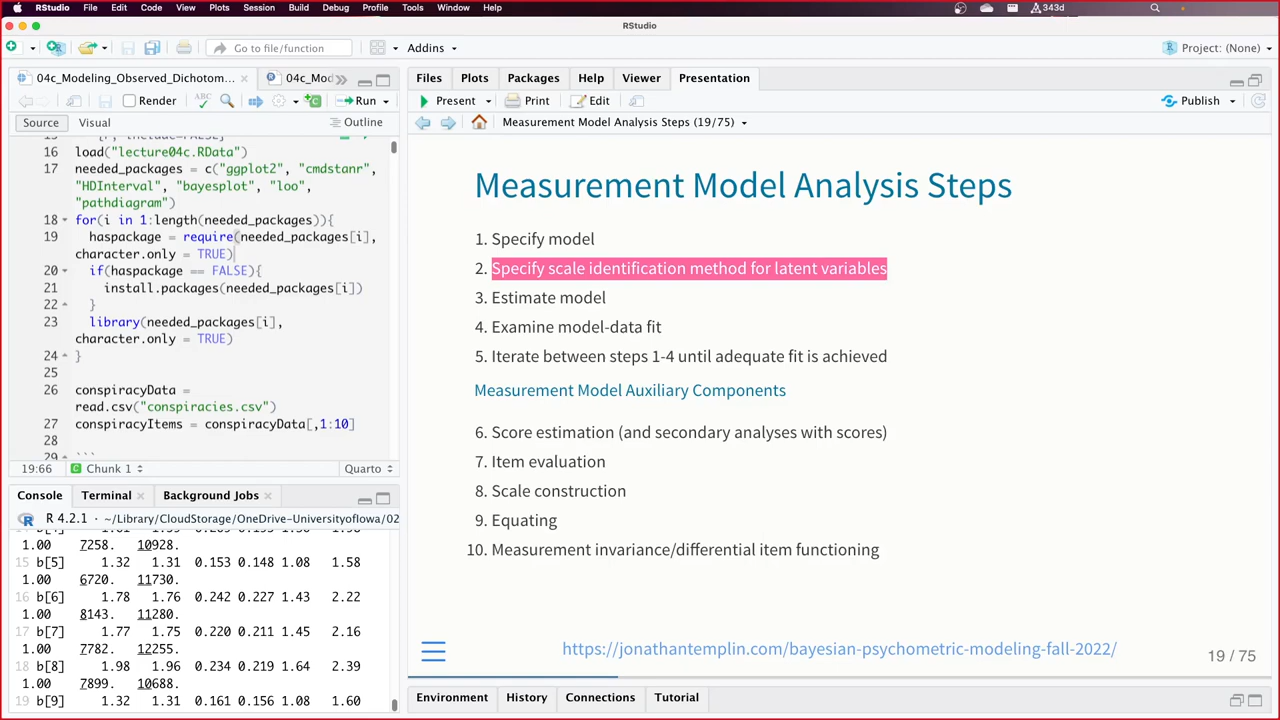 RStudio File Edit Code View Plots Session Build Debug Profile Tools Window Help 343d
RStudio
Go to file/function Addins Project: (None)
04c_Modeling_Observed_Dichotom... 04c_Mod
Render Run
Source Visual Outline
16 load("lecture04c.RData")
17 needed_packages = c("ggplot2", "cmdstanr",
"HDInterval", "bayesplot", "loo",
"pathdiagram")
18 for(i in 1:length(needed_packages)){
19 haspackage = require(needed_packages[i],
character.only = TRUE)
20 if(haspackage == FALSE){
21 install.packages(needed_packages[i])
22 }
23 library(needed_packages[i],
character.only = TRUE)
24 }
25
26 conspiracyData =
read.csv("conspiracies.csv")
27 conspiracyItems = conspiracyData[,1:10]
28
29 ```
19:66 Chunk 1 Quarto
Console Terminal Background Jobs
R 4.2.1 · ~/Library/CloudStorage/OneDrive-UniversityofIowa/02
1.00 7258. 10928.
15 b[5] 1.32 1.31 0.153 0.148 1.08 1.58
1.00 6720. 11730.
16 b[6] 1.78 1.76 0.242 0.227 1.43 2.22
1.00 8143. 11280.
17 b[7] 1.77 1.75 0.220 0.211 1.45 2.16
1.00 7782. 12255.
18 b[8] 1.98 1.96 0.234 0.219 1.64 2.39
1.00 7899. 10688.
19 b[9] 1.32 1.31 0.161 0.156 1.08 1.60
Files Plots Packages Help Viewer Presentation
Present Print Edit Publish
Measurement Model Analysis Steps (19/75)
Measurement Model Analysis Steps
1. Specify model
2. Specify scale identification method for latent variables
3. Estimate model
4. Examine model-data fit
5. Iterate between steps 1-4 until adequate fit is achieved
Measurement Model Auxiliary Components
6. Score estimation (and secondary analyses with scores)
7. Item evaluation
8. Scale construction
9. Equating
10. Measurement invariance/differential item functioning
https://jonathantemplin.com/bayesian-psychometric-modeling-fall-2022/
19 / 75
Environment History Connections Tutorial